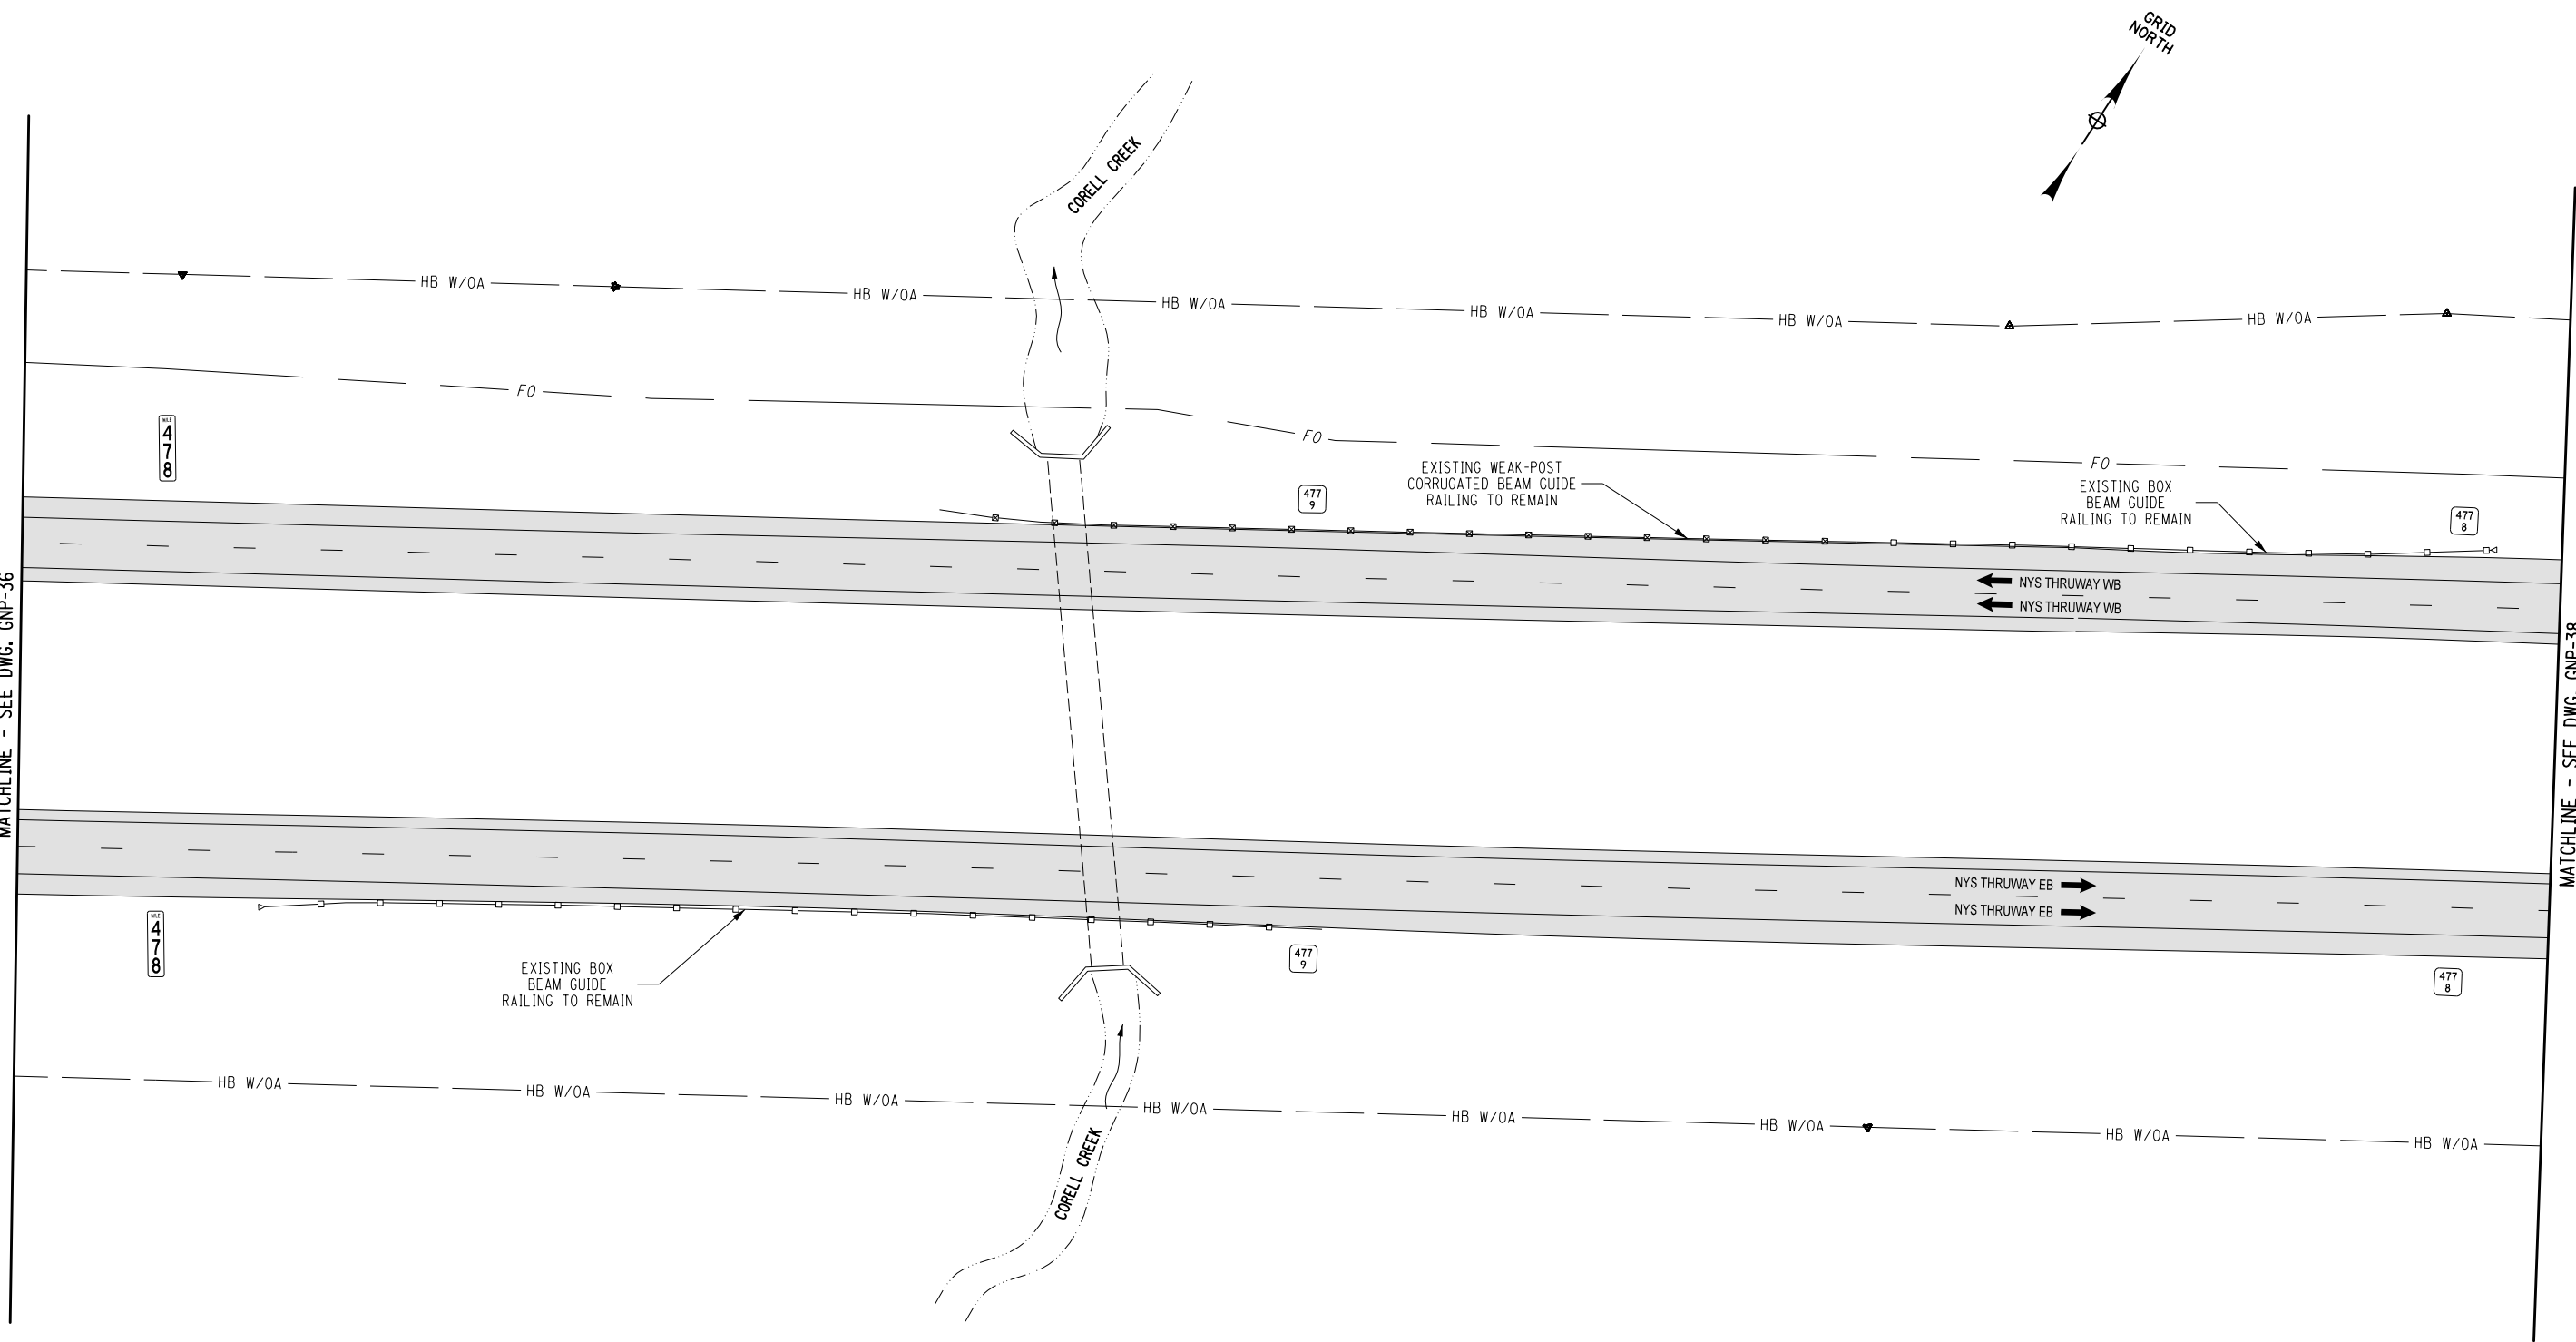 GRID
NORTH
CORELL CREEK
HB W/OA
HB W/OA
HB W/OA
HB W/OA
HB W/OA
HB W/OA
FO
FO
FO
MILE
4
7
8
EXISTING WEAK-POST
CORRUGATED BEAM GUIDE
RAILING TO REMAIN
477
9
EXISTING BOX
BEAM GUIDE
RAILING TO REMAIN
477
8
NYS THRUWAY WB
NYS THRUWAY WB
MATCHLINE - SEE DWG. GNP-36
MATCHLINE - SEE DWG. GNP-38
NYS THRUWAY EB
NYS THRUWAY EB
MILE
4
7
8
EXISTING BOX
BEAM GUIDE
RAILING TO REMAIN
477
9
477
8
HB W/OA
HB W/OA
HB W/OA
HB W/OA
HB W/OA
HB W/OA
HB W/OA
HB W/OA
CORELL CREEK